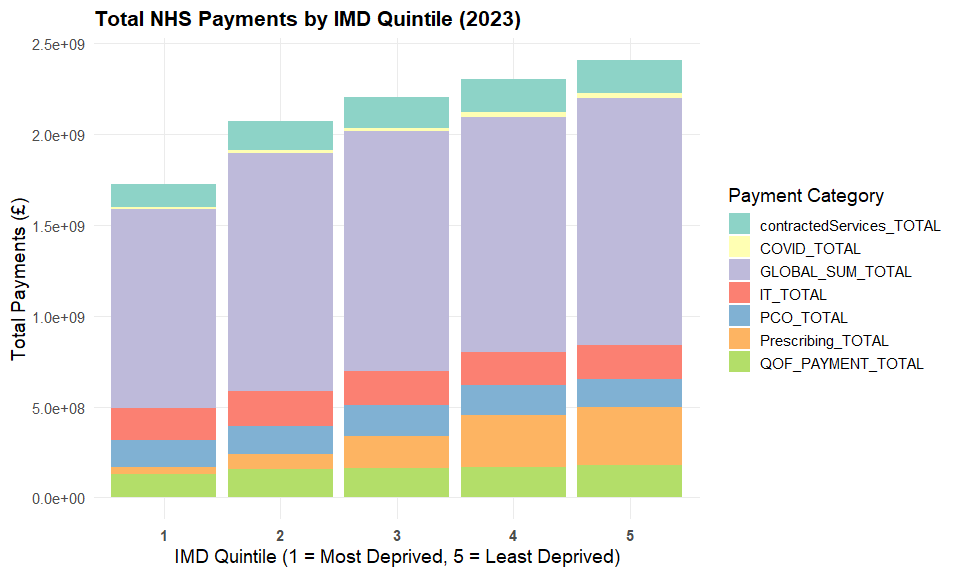 Total NHS Payments by IMD Quintile (2023)
Total Payments (£)
2.5e+09
2.0e+09
1.5e+09
1.0e+09
5.0e+08
0.0e+00
1 2 3 4 5
IMD Quintile (1 = Most Deprived, 5 = Least Deprived)
Payment Category
contractedServices_TOTAL
COVID_TOTAL
GLOBAL_SUM_TOTAL
IT_TOTAL
PCO_TOTAL
Prescribing_TOTAL
QOF_PAYMENT_TOTAL